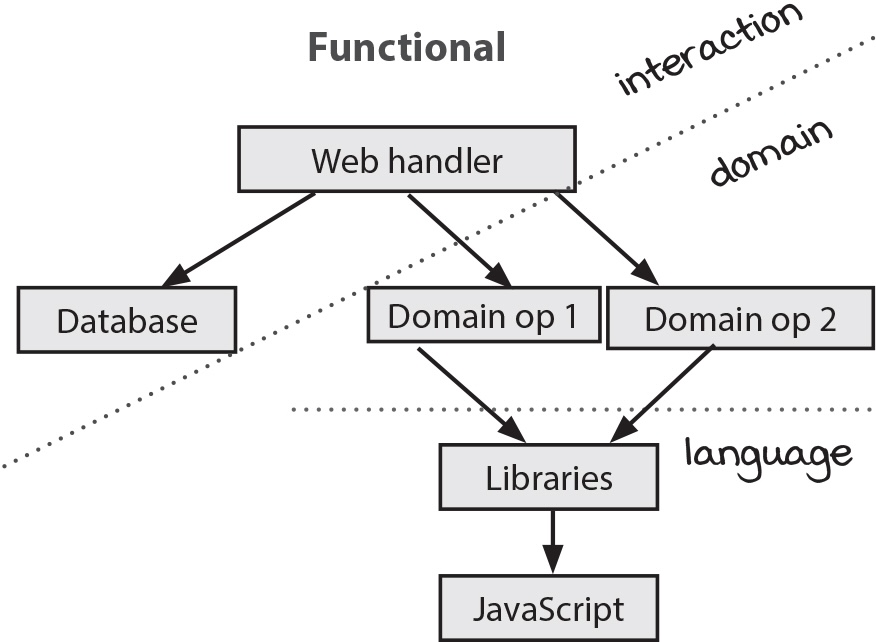 Functional
interaction
domain
Web handler
Database
Domain op 1
Domain op 2
language
Libraries
JavaScript